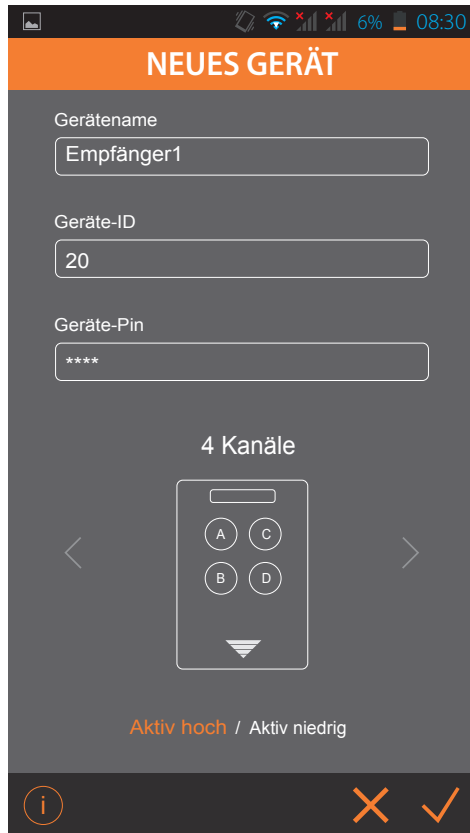 6% 08:30
NEUES GERÄT
Gerätename
Empfänger1
Geräte-ID
20
Geräte-Pin
****
4 Kanäle
A C
B D
Aktiv hoch / Aktiv niedrig
i